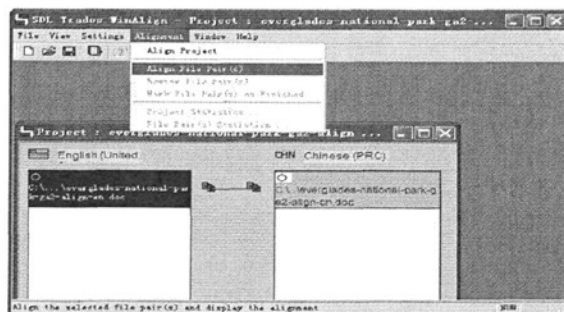 SDL Trados WinAlign - Project : everglades-national-park-ga2-...
File View Settings Alignment Window Help
Align Project
Align File Pair(s)
Review File Pair(s)
Mark File Pair(s) as Finished
Project Statistics...
File Pair(s) Statistics...
Project : everglades-national-park-ga2-align ...
English (United
CHN Chinese (PRC)
C:\...\everglades-national-par
k-ga2-align-en.doc
C:\...\everglades-national-park-g
a2-align-cn.doc
Align the selected file pair(s) and display the alignment
NUM